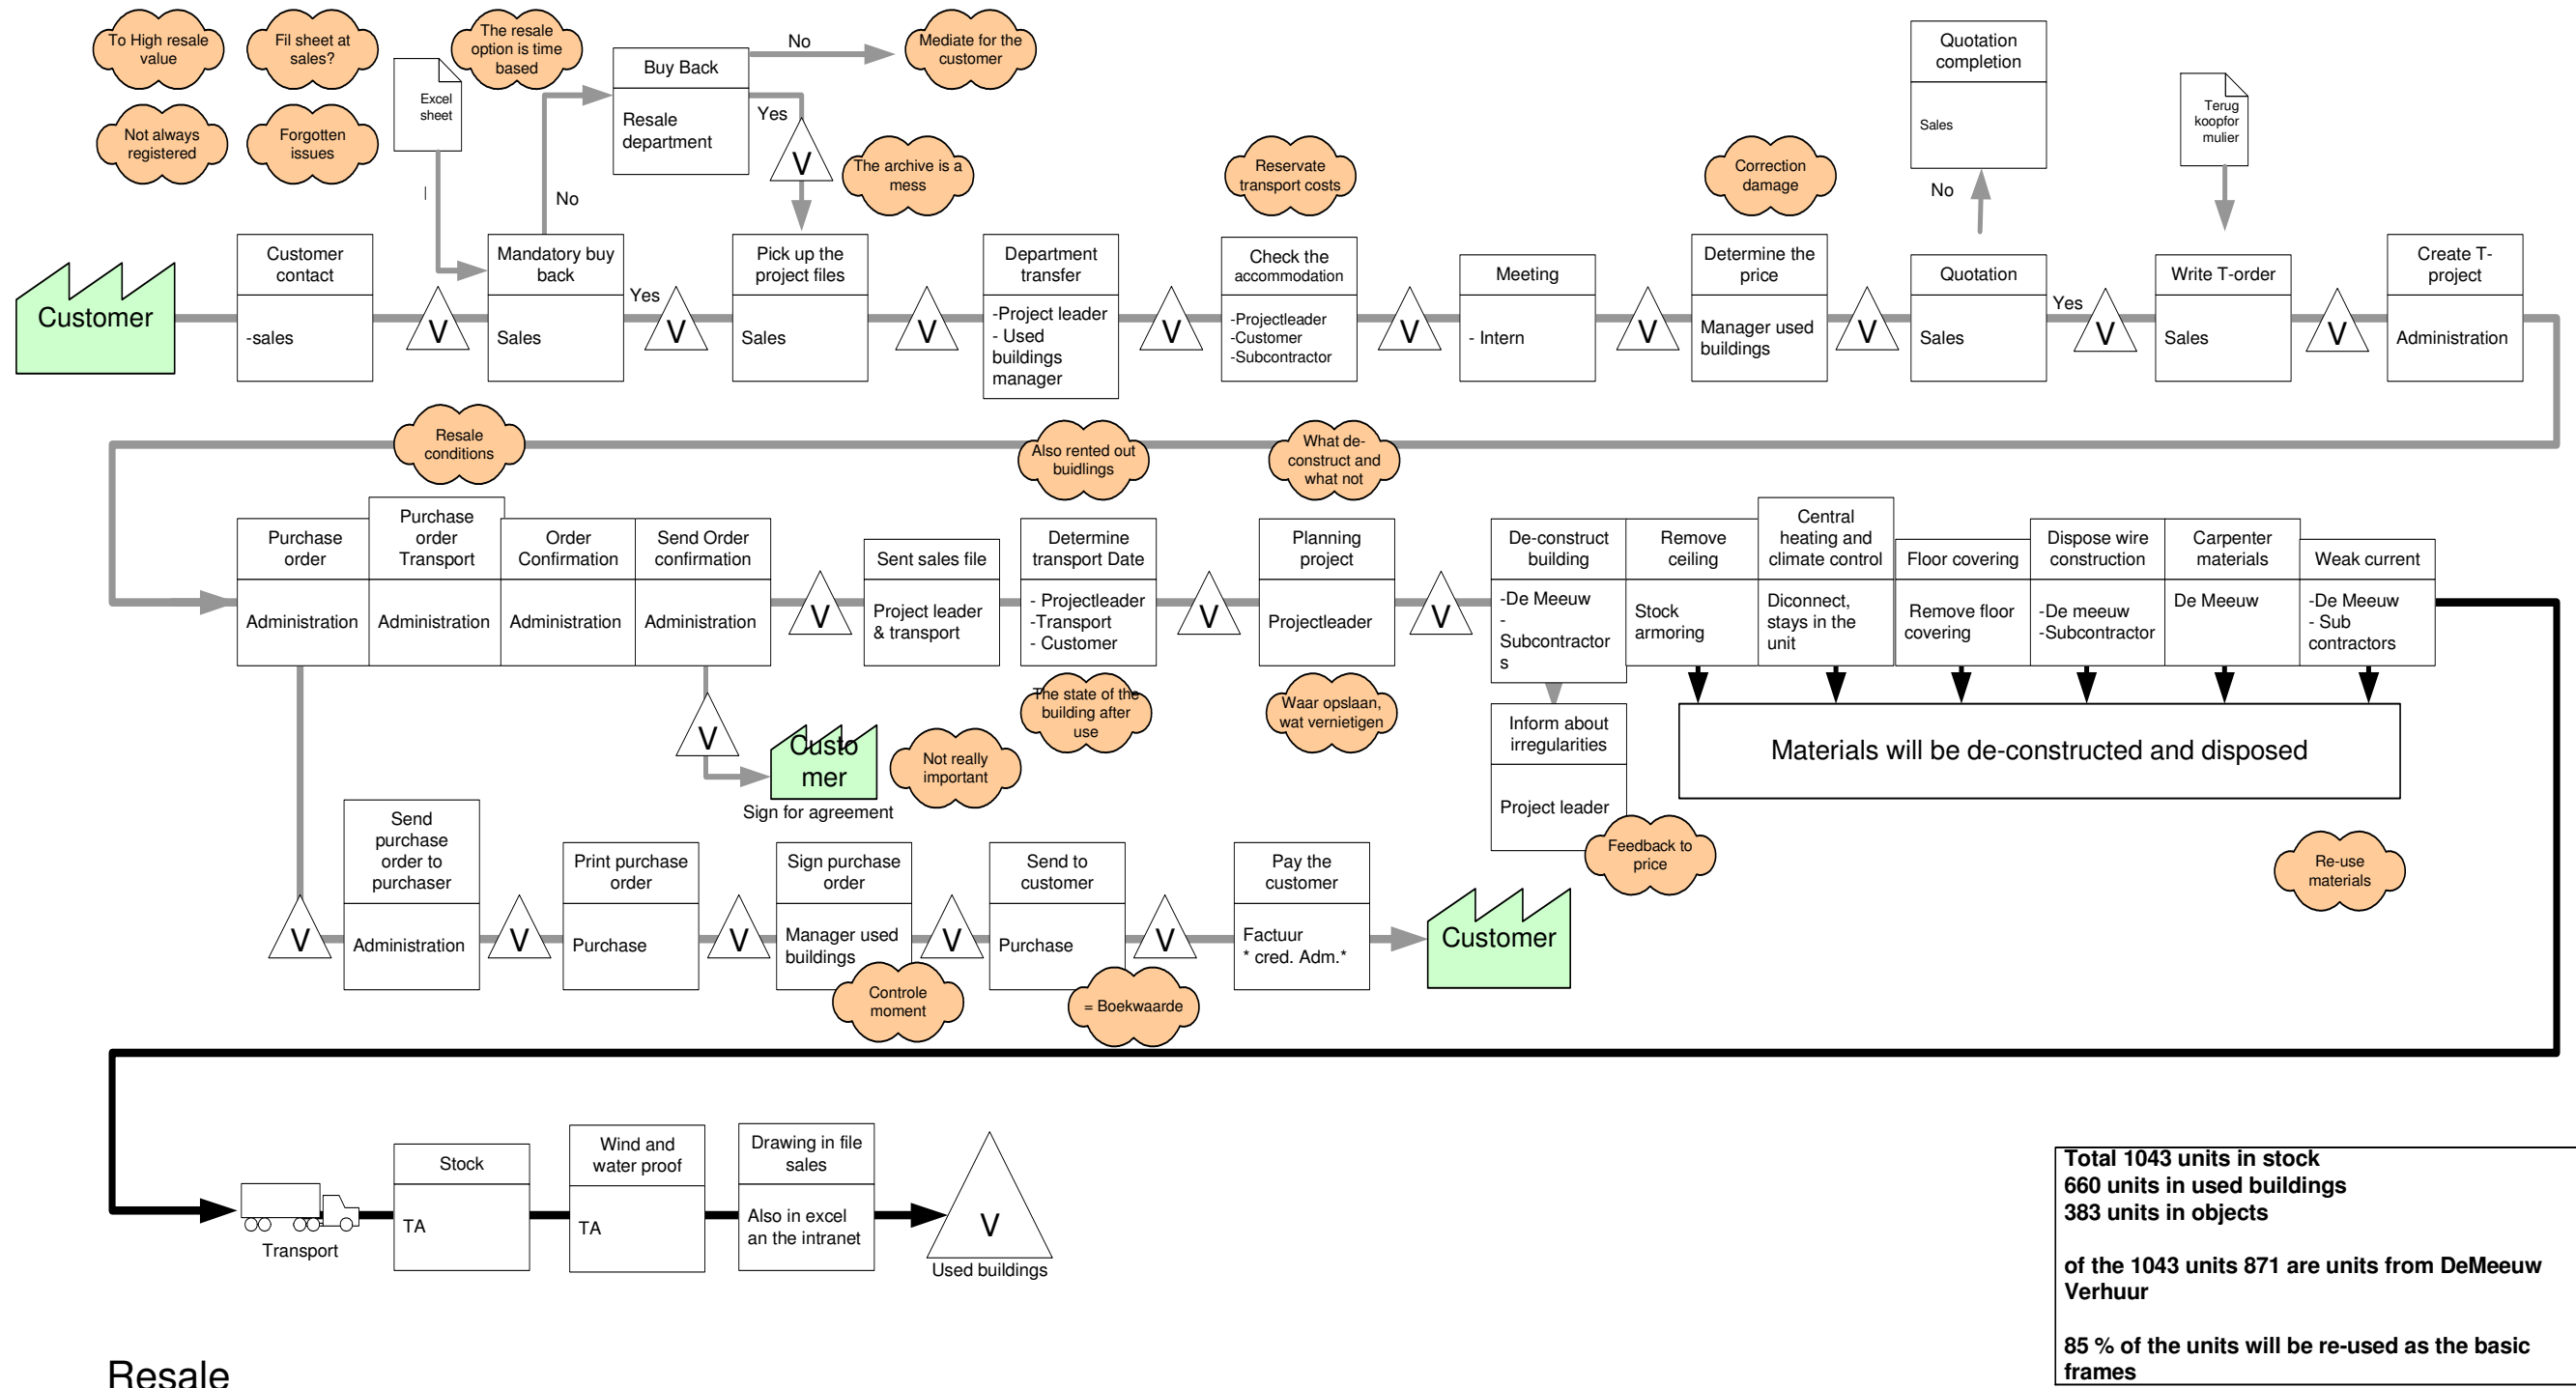 To High resale
value
Fil sheet at
sales?
The resale
option is time
based
Not always
registered
Forgotten
issues
Excel
sheet
Buy Back
Resale
department
No
Mediate for the
customer
Yes
V
The archive is a
mess
No
Reservate
transport costs
Correction
damage
Quotation
completion
Sales
No
Terug
koopfor
mulier
Customer
Customer
contact
-sales
V
Mandatory buy
back
Sales
Yes
V
Pick up the
project files
Sales
V
Department
transfer
-Project leader
- Used
buildings
manager
V
Check the
accommodation
-Projectleader
-Customer
-Subcontractor
V
Meeting
- Intern
V
Determine the
price
Manager used
buildings
V
Quotation
Sales
Yes
V
Write T-order
Sales
V
Create T-
project
Administration
Resale
conditions
Also rented out
buidlings
What de-
construct and
what not
Purchase
order
Administration
Purchase
order
Transport
Administration
Order
Confirmation
Administration
Send Order
confirmation
Administration
V
Sent sales file
Project leader
& transport
Determine
transport Date
- Projectleader
-Transport
- Customer
V
Planning
project
Projectleader
V
De-construct
building
-De Meeuw
-
Subcontractor
s
Remove
ceiling
Stock
armoring
Central
heating and
climate control
Diconnect,
stays in the
unit
Floor covering
Remove floor
covering
Dispose wire
construction
-De meeuw
-Subcontractor
Carpenter
materials
De Meeuw
Weak current
-De Meeuw
- Sub
contractors
V
Custo
mer
Sign for agreement
Not really
important
The state of the
building after
use
Waar opslaan,
wat vernietigen
Inform about
irregularities
Project leader
Feedback to
price
Materials will be de-constructed and disposed
Re-use
materials
V
Send
purchase
order to
purchaser
Administration
V
Print purchase
order
Purchase
V
Sign purchase
order
Manager used
buildings
Controle
moment
V
Send to
customer
Purchase
= Boekwaarde
V
Pay the
customer
Factuur
* cred. Adm.*
Customer
Transport
Stock
TA
Wind and
water proof
TA
Drawing in file
sales
Also in excel
an the intranet
V
Used buildings
Total 1043 units in stock
660 units in used buildings
383 units in objects
of the 1043 units 871 are units from DeMeeuw
Verhuur
85 % of the units will be re-used as the basic
frames
Resale